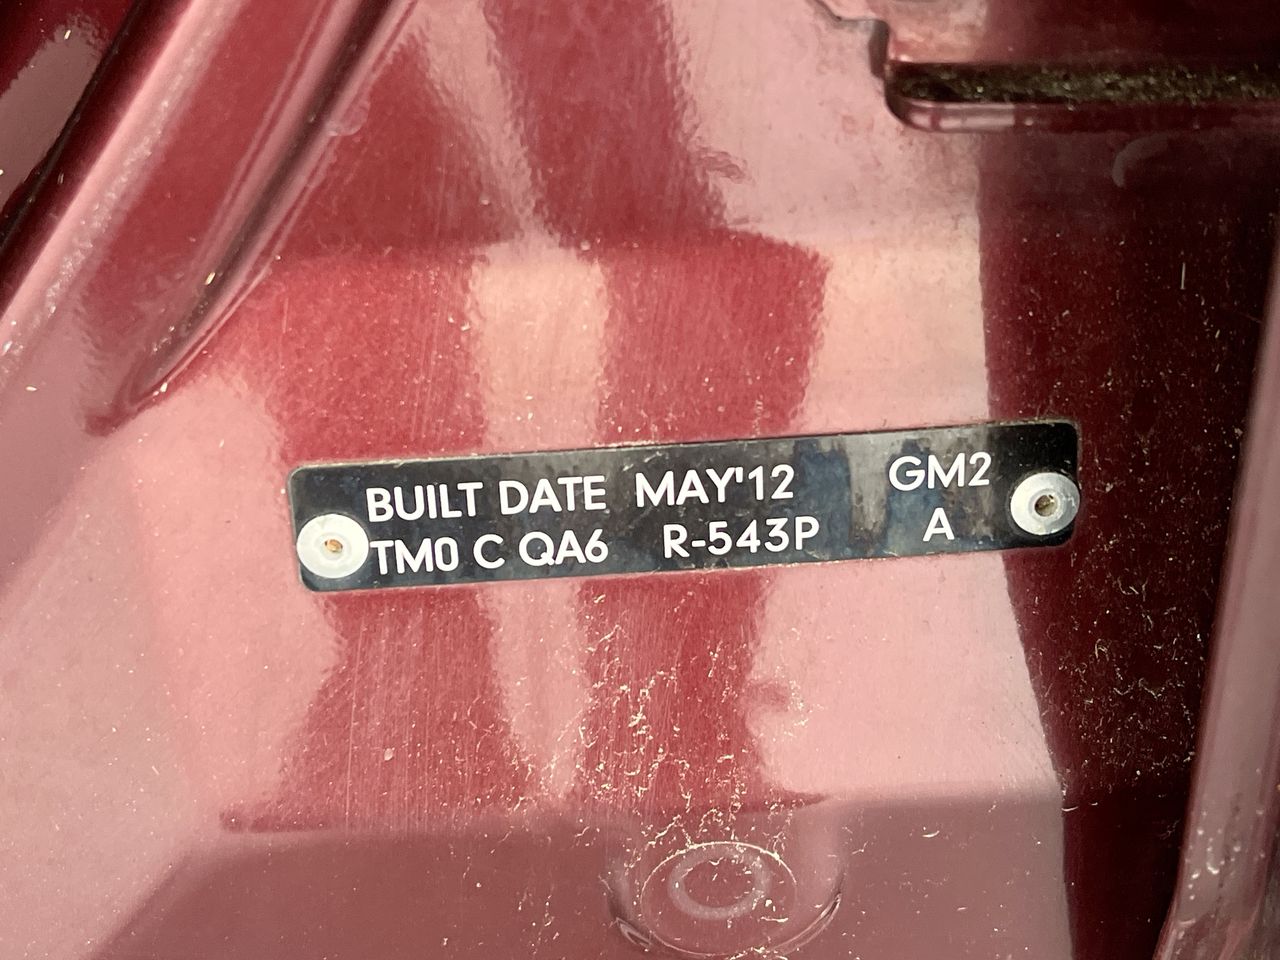 BUILT DATE MAY'12 GM2
TM0 C QA6 R-543P A